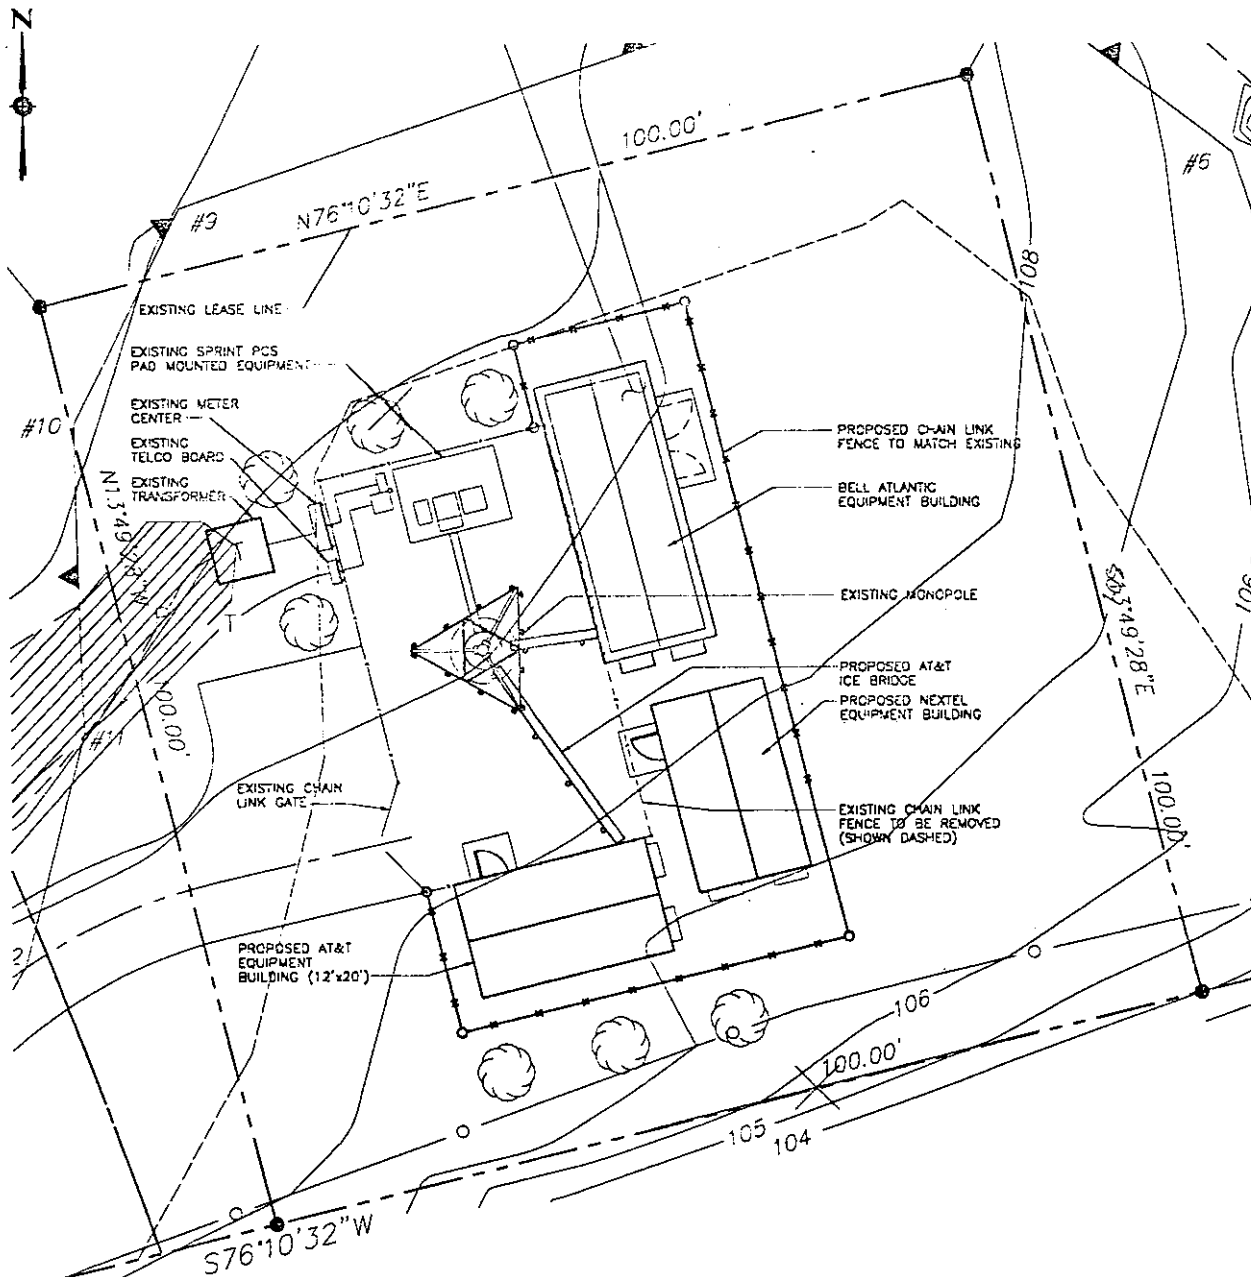 N
100.00'
N76°10'32"E
#9
#6
108
EXISTING LEASE LINE
EXISTING SPRINT PCS
PAD MOUNTED EQUIPMENT
EXISTING METER
CENTER
#10
EXISTING
TELCO BOARD
EXISTING
TRANSFORMER
PROPOSED CHAIN LINK
FENCE TO MATCH EXISTING
BELL ATLANTIC
EQUIPMENT BUILDING
EXISTING MONOPOLE
109
T
PROPOSED AT&T
ICE BRIDGE
PROPOSED NEXTEL
EQUIPMENT BUILDING
100.00'
#11
EXISTING CHAIN
LINK GATE
EXISTING CHAIN LINK
FENCE TO BE REMOVED
(SHOWN DASHED)
100.00'
2
PROPOSED AT&T
EQUIPMENT
BUILDING (12'x20')
106
100.00'
105
104
S76°10'32"W